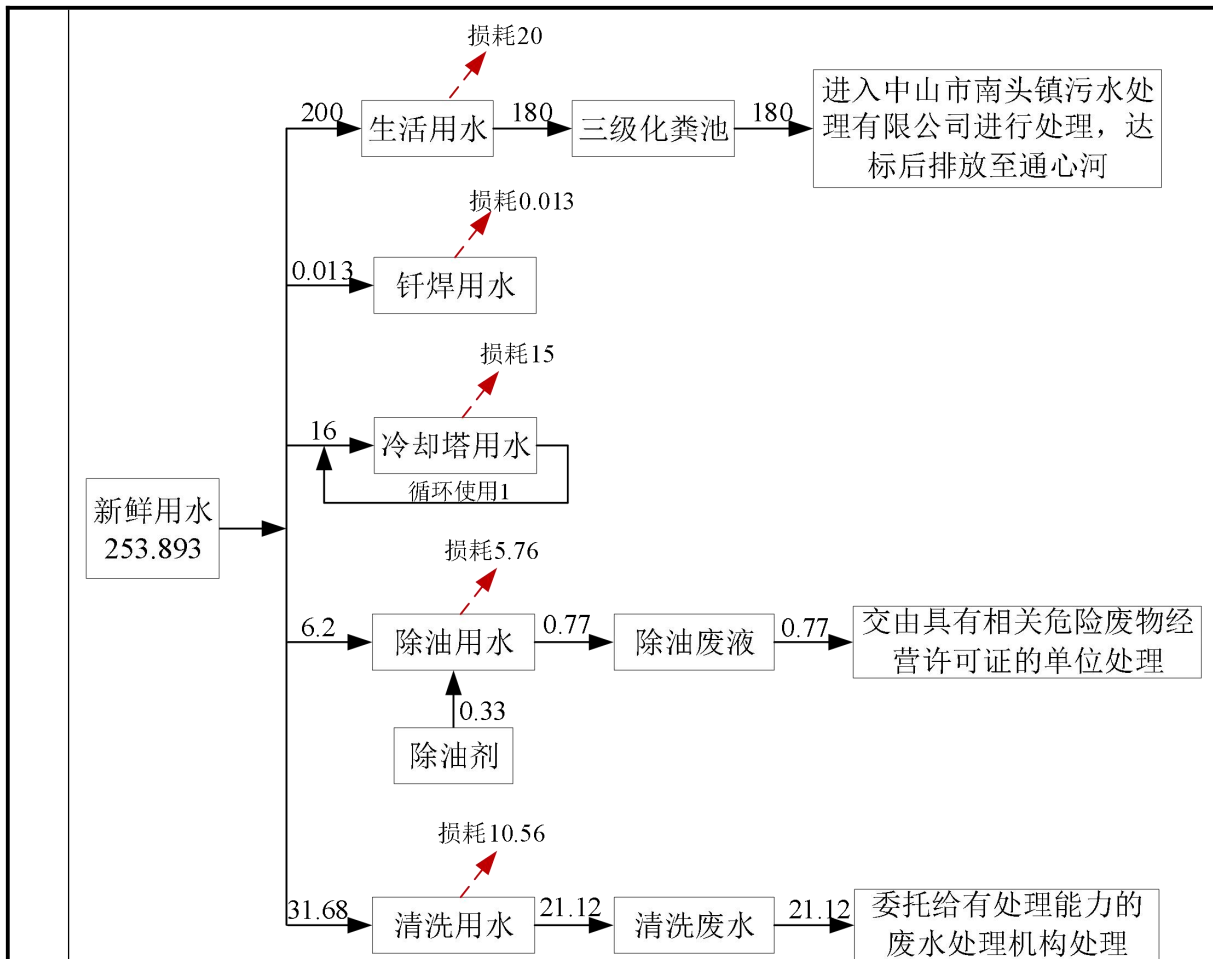 损耗20
200
生活用水
180
三级化粪池
180
进入中山市南头镇污水处
理有限公司进行处理，达
标后排放至通心河
损耗0.013
0.013
钎焊用水
损耗15
16
冷却塔用水
循环使用1
新鲜用水
253.893
损耗5.76
6.2
除油用水
0.77
除油废液
0.77
交由具有相关危险废物经
营许可证的单位处理
0.33
除油剂
损耗10.56
31.68
清洗用水
21.12
清洗废水
21.12
委托给有处理能力的
废水处理机构处理